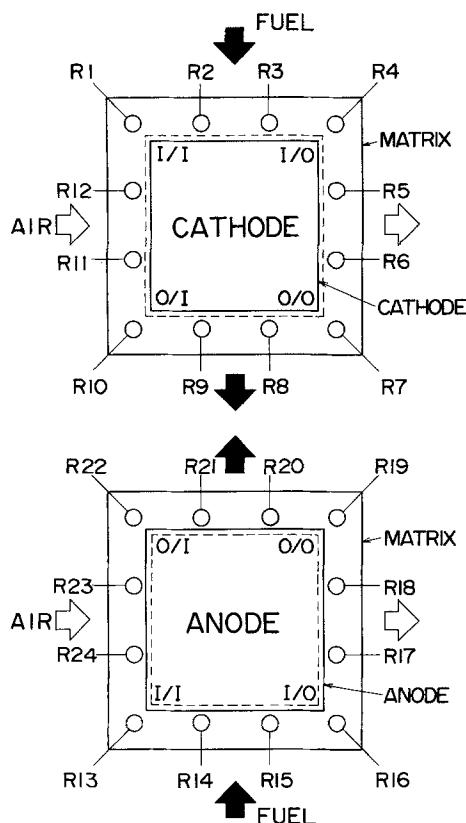 FUEL
R1 R2 R3 R4
MATRIX
I/I I/O
R12 R5
AIR CATHODE
R11 R6
O/I O/O
CATHODE
R10 R9 R8 R7
R22 R21 R20 R19
MATRIX
O/I O/O
R23 R18
AIR ANODE
R24 R17
I/I I/O
ANODE
R13 R14 R15 R16
FUEL